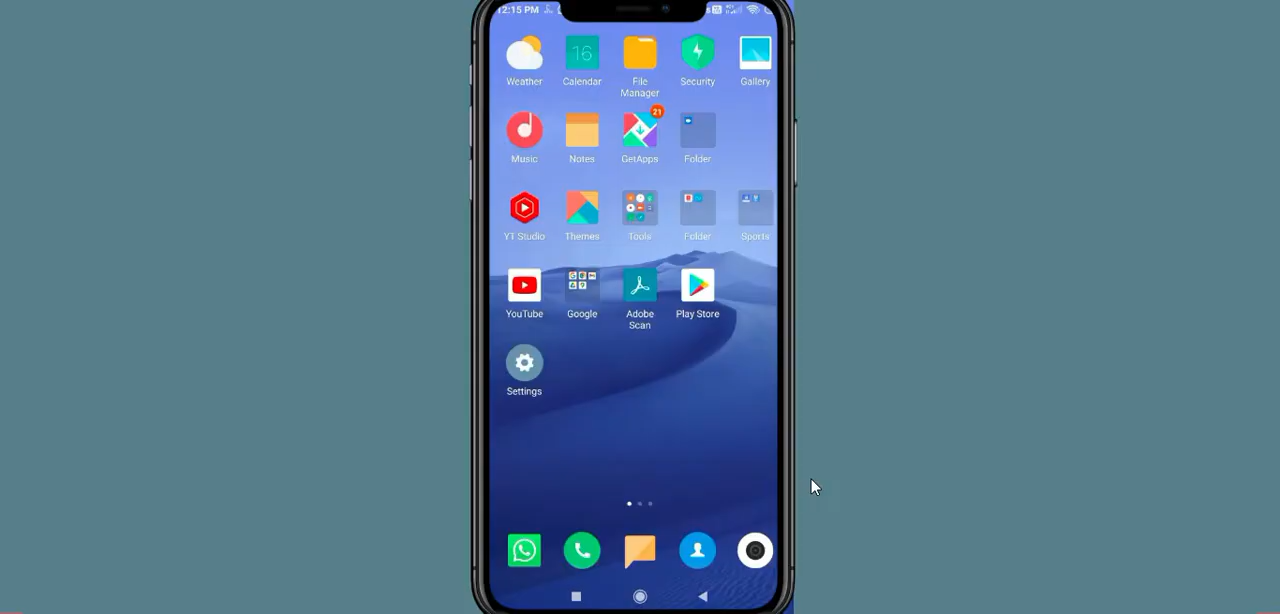 12:15 PM
Weather
Calendar
File
Manager
Security
Gallery
16
21
Music
Notes
GetApps
Folder
YT Studio
Themes
Tools
Folder
Sports
YouTube
Google
Adobe
Scan
Play Store
Settings